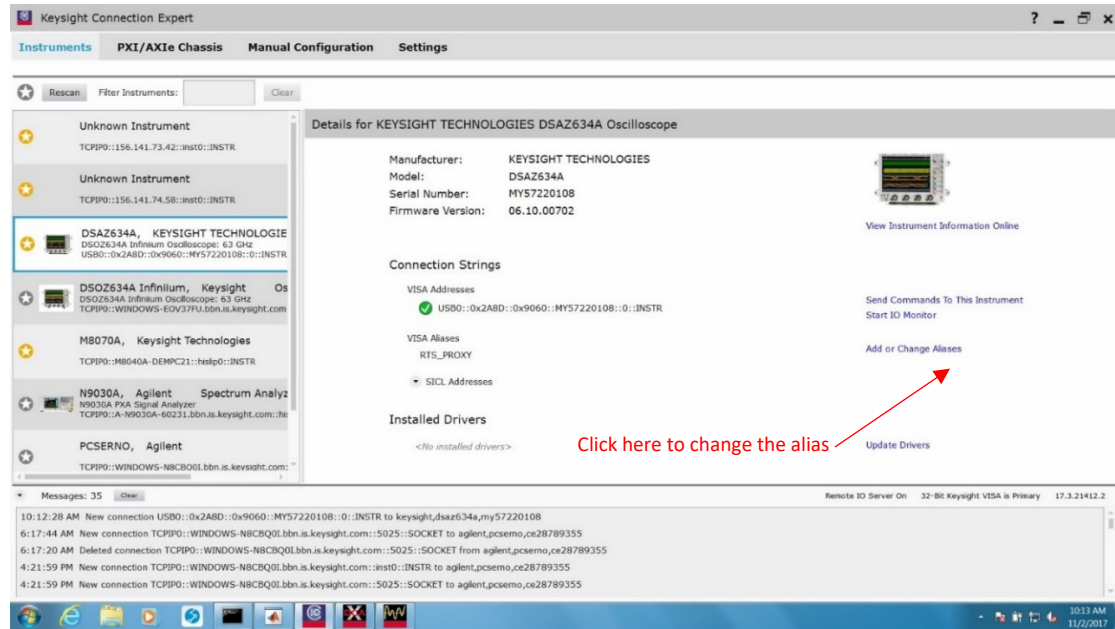 Keysight Connection Expert
Instruments PXI/AXIe Chassis Manual Configuration Settings
Rescan Filter Instruments: Clear
Unknown Instrument
TCPIP0::156.141.73.42::inst0::INSTR
Unknown Instrument
TCPIP0::156.141.74.58::inst0::INSTR
DSAZ634A, KEYSIGHT TECHNOLOGIE
DSOZ634A Infiniium Oscilloscope: 63 GHz
USB0::0x2A8D::0x9060::MY57220108::0::INSTR
DSOZ634A Infiniium, Keysight Os
DSOZ634A Infiniium Oscilloscope: 63 GHz
TCPIP0::WINDOWS-EOV37FU.bbn.is.keysight.com
M8070A, Keysight Technologies
TCPIP0::M8040A-DEMPC21::hislip0::INSTR
N9030A, Agilent Spectrum Analyz
N9030A PXA Signal Analyzer
TCPIP0::A-N9030A-60231.bbn.is.keysight.com::his
PCSERNO, Agilent
TCPIP0::WINDOWS-N8CBQ0I.bbn.is.keysight.com:
Details for KEYSIGHT TECHNOLOGIES DSAZ634A Oscilloscope
Manufacturer: KEYSIGHT TECHNOLOGIES
Model: DSAZ634A
Serial Number: MY57220108
Firmware Version: 06.10.00702
View Instrument Information Online
Connection Strings
VISA Addresses
USB0::0x2A8D::0x9060::MY57220108::0::INSTR
Send Commands To This Instrument
Start IO Monitor
VISA Aliases
RTS_PROXY
Add or Change Aliases
SICL Addresses
Installed Drivers
<No installed drivers>
Click here to change the alias
Update Drivers
Messages: 35 Clear
Remote IO Server On 32-Bit Keysight VISA is Primary 17.3.21412.2
10:12:28 AM New connection USB0::0x2A8D::0x9060::MY57220108::0::INSTR to keysight,dsaz634a,my57220108
6:17:44 AM New connection TCPIP0::WINDOWS-N8CBQ0I.bbn.is.keysight.com::5025::SOCKET to agilent,pcserno,ce28789355
6:17:20 AM Deleted connection TCPIP0::WINDOWS-N8CBQ0I.bbn.is.keysight.com::5025::SOCKET from agilent,pcserno,ce28789355
4:21:59 PM New connection TCPIP0::WINDOWS-N8CBQ0I.bbn.is.keysight.com::inst0::INSTR to agilent,pcserno,ce28789355
4:21:59 PM New connection TCPIP0::WINDOWS-N8CBQ0I.bbn.is.keysight.com::5025::SOCKET to agilent,pcserno,ce28789355
10:13 AM
11/2/2017